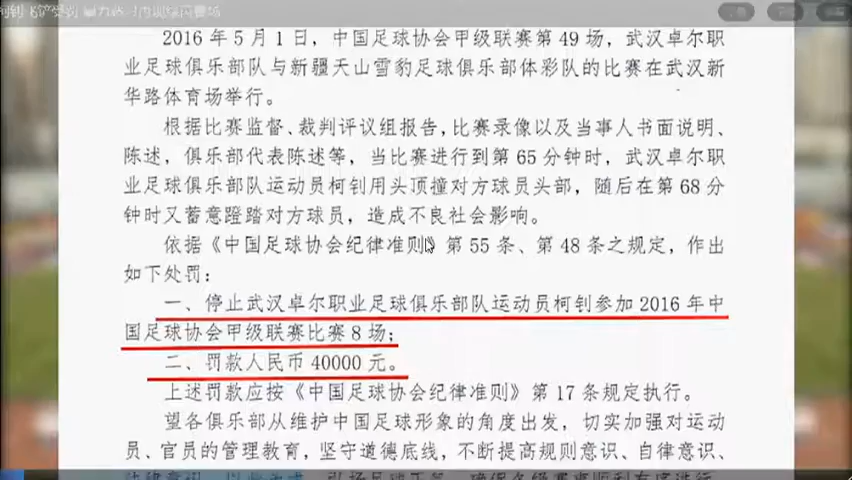 2016年5月1日，中国足球协会甲级联赛第49场，武汉卓尔职
业足球俱乐部队与新疆天山雪豹足球俱乐部体彩队的比赛在武汉新
华路体育场举行。
根据比赛监督、裁判评议组报告，比赛录像以及当事人书面说明、
陈述，俱乐部代表陈述等，当比赛进行到第65分钟时，武汉卓尔职
业足球俱乐部队运动员柯钊用头顶撞对方球员头部，随后在第68分
钟时又蓄意蹬踏对方球员，造成不良社会影响。
依据《中国足球协会纪律准则》第55条、第48条之规定，作出
如下处罚：
一、停止武汉卓尔职业足球俱乐部队运动员柯钊参加2016年中
国足球协会甲级联赛比赛8场；
二、罚款人民币40000元。
上述罚款应按《中国足球协会纪律准则》第17条规定执行。
望各俱乐部从维护中国足球形象的角度出发，切实加强对运动
员、官员的管理教育，坚守道德底线，不断提高规则意识、自律意识、